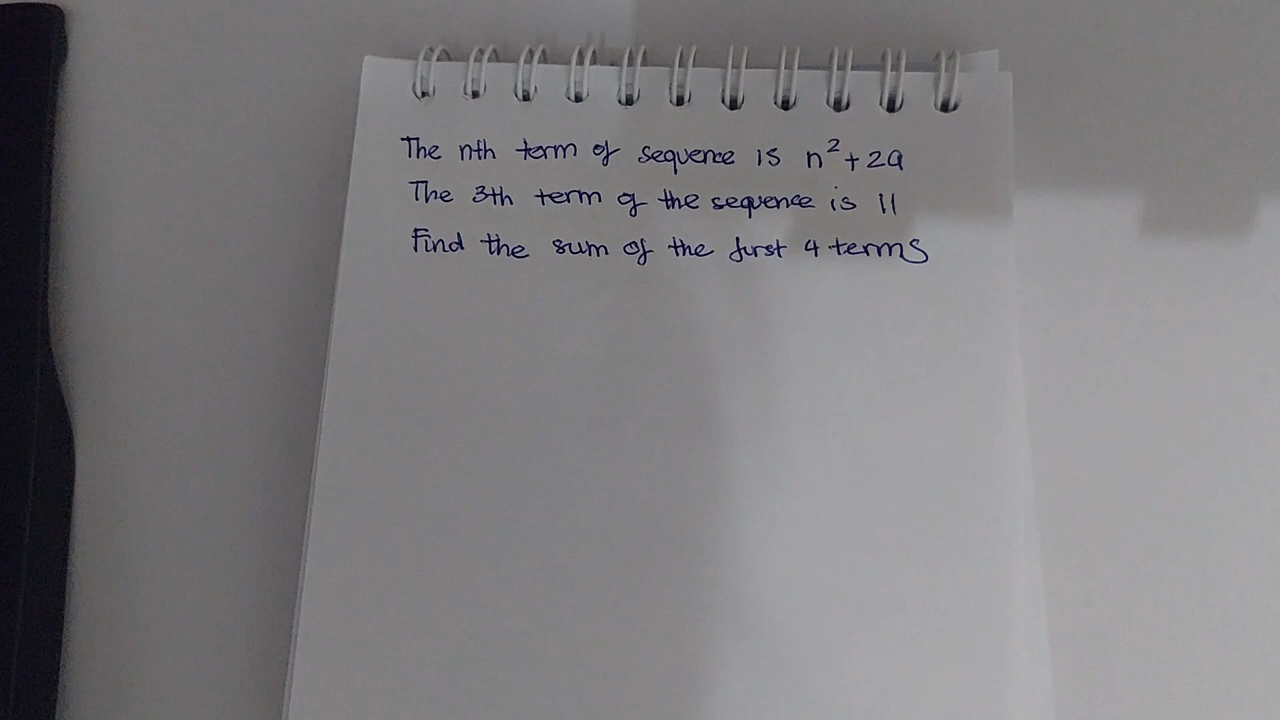 The nth term of sequence is n²+2a
The 3th term of the sequence is 11
Find the sum of the first 4 terms